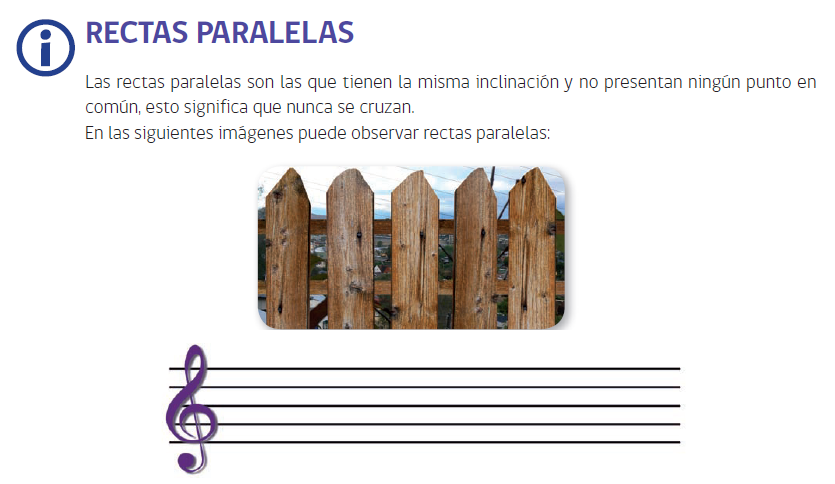 RECTAS PARALELAS
Las rectas paralelas son las que tienen la misma inclinación y no presentan ningún punto en
común, esto significa que nunca se cruzan.
En las siguientes imágenes puede observar rectas paralelas: